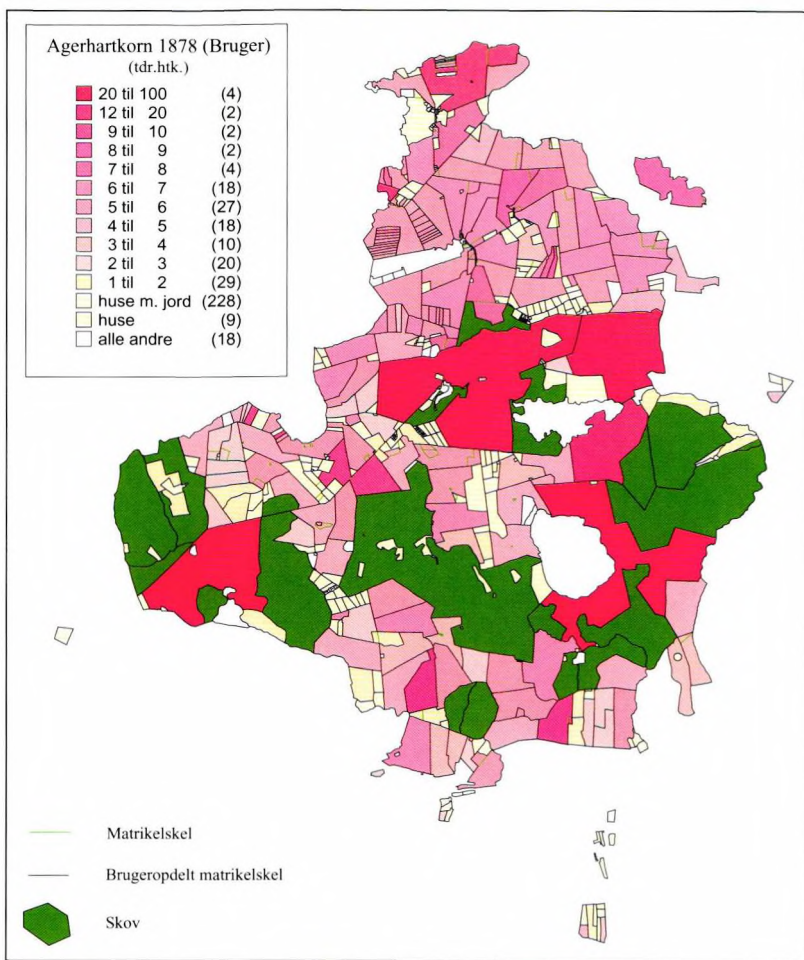 Agerhartkorn 1878 (Bruger)
(tdr.htk.)
20 til 100 (4)
12 til 20 (2)
9 til 10 (2)
8 til 9 (2)
7 til 8 (4)
6 til 7 (18)
5 til 6 (27)
4 til 5 (18)
3 til 4 (10)
2 til 3 (20)
1 til 2 (29)
huse m. jord (228)
huse (9)
alle andre (18)
Matrikelskel
Brugeropdelt matrikelskel
Skov